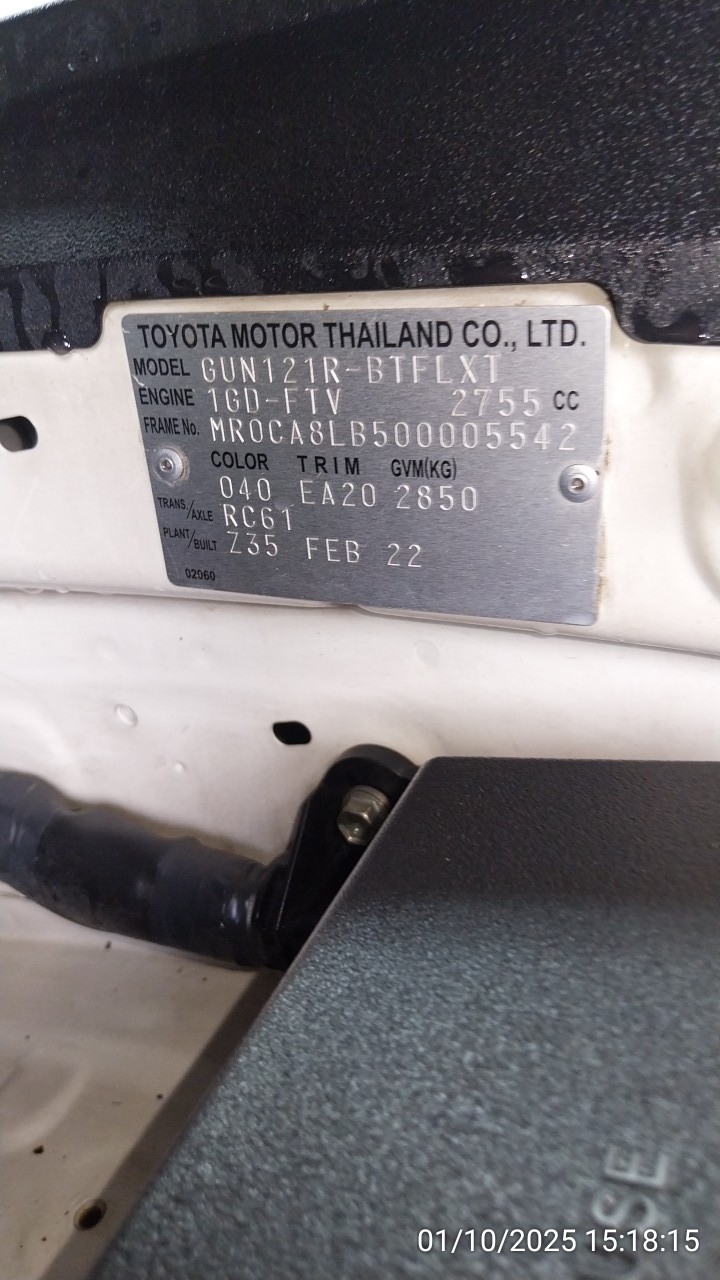 TOYOTA MOTOR THAILAND CO., LTD.
MODEL GUN121R-BTFLXT
ENGINE 1GD-FTV 2755 CC
FRAME No. MR0CA8LB500005542
COLOR TRIM GVM(KG)
040 EA20 2850
TRANS./AXLE RC61
PLANT/BUILT Z35 FEB 22
02060
SE
01/10/2025 15:18:15